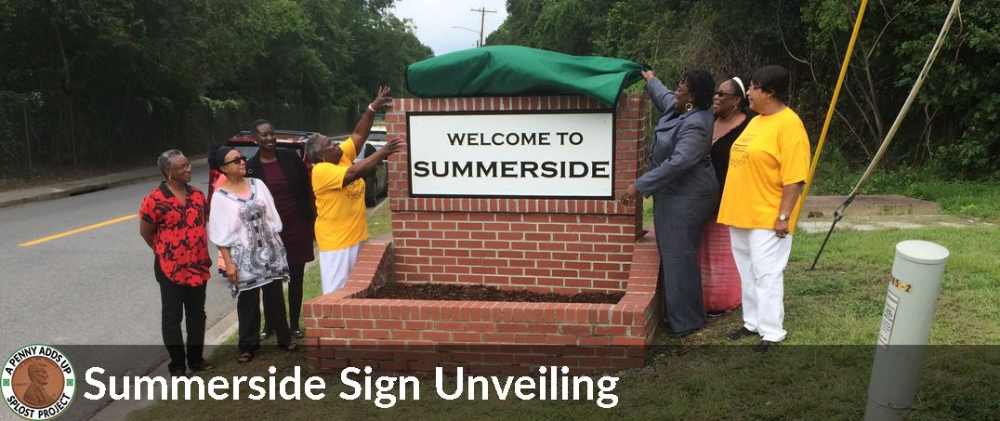 WELCOME TO
SUMMERSIDE
A PENNY ADDS UP
SPLOST PROJECT
Summerside Sign Unveiling